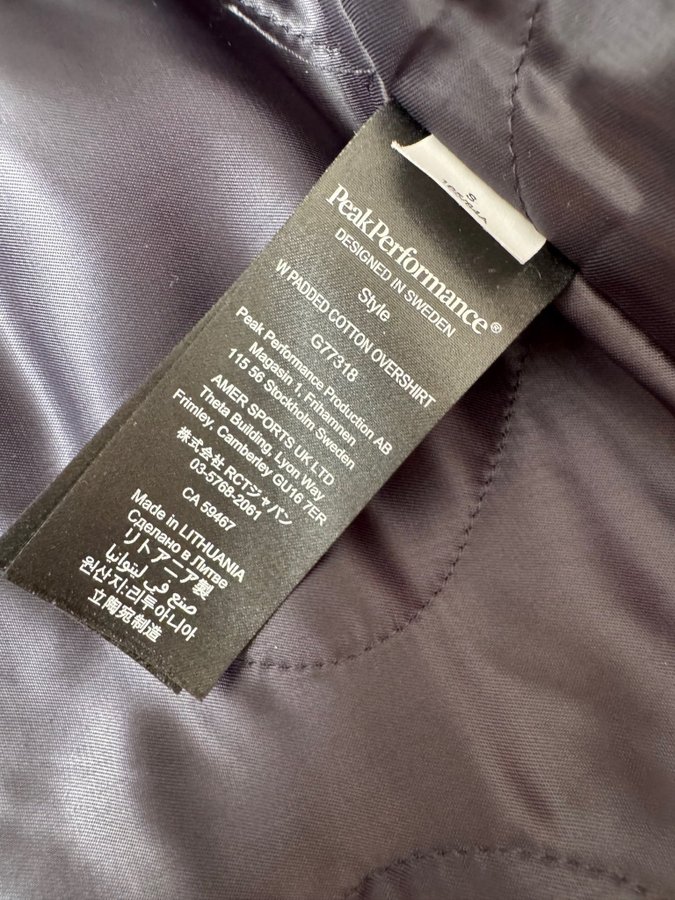 PeakPerformance®
DESIGNED IN SWEDEN
Style
W PADDED COTTON OVERSHIRT
G77318
Peak Performance Production AB
Magasin 1, Frihamnen
115 56 Stockholm Sweden
AMER SPORTS UK LTD
Theta Building, Lyon Way
Frimley, Camberley GU16 7ER
株式会社 RCTジャパン
03-5768-2061
CA 59467
Made in LITHUANIA
Сделано в Литве
リトアニア製
صنع في ليتوانيا
원산지:리투아니아
立陶宛制造
S